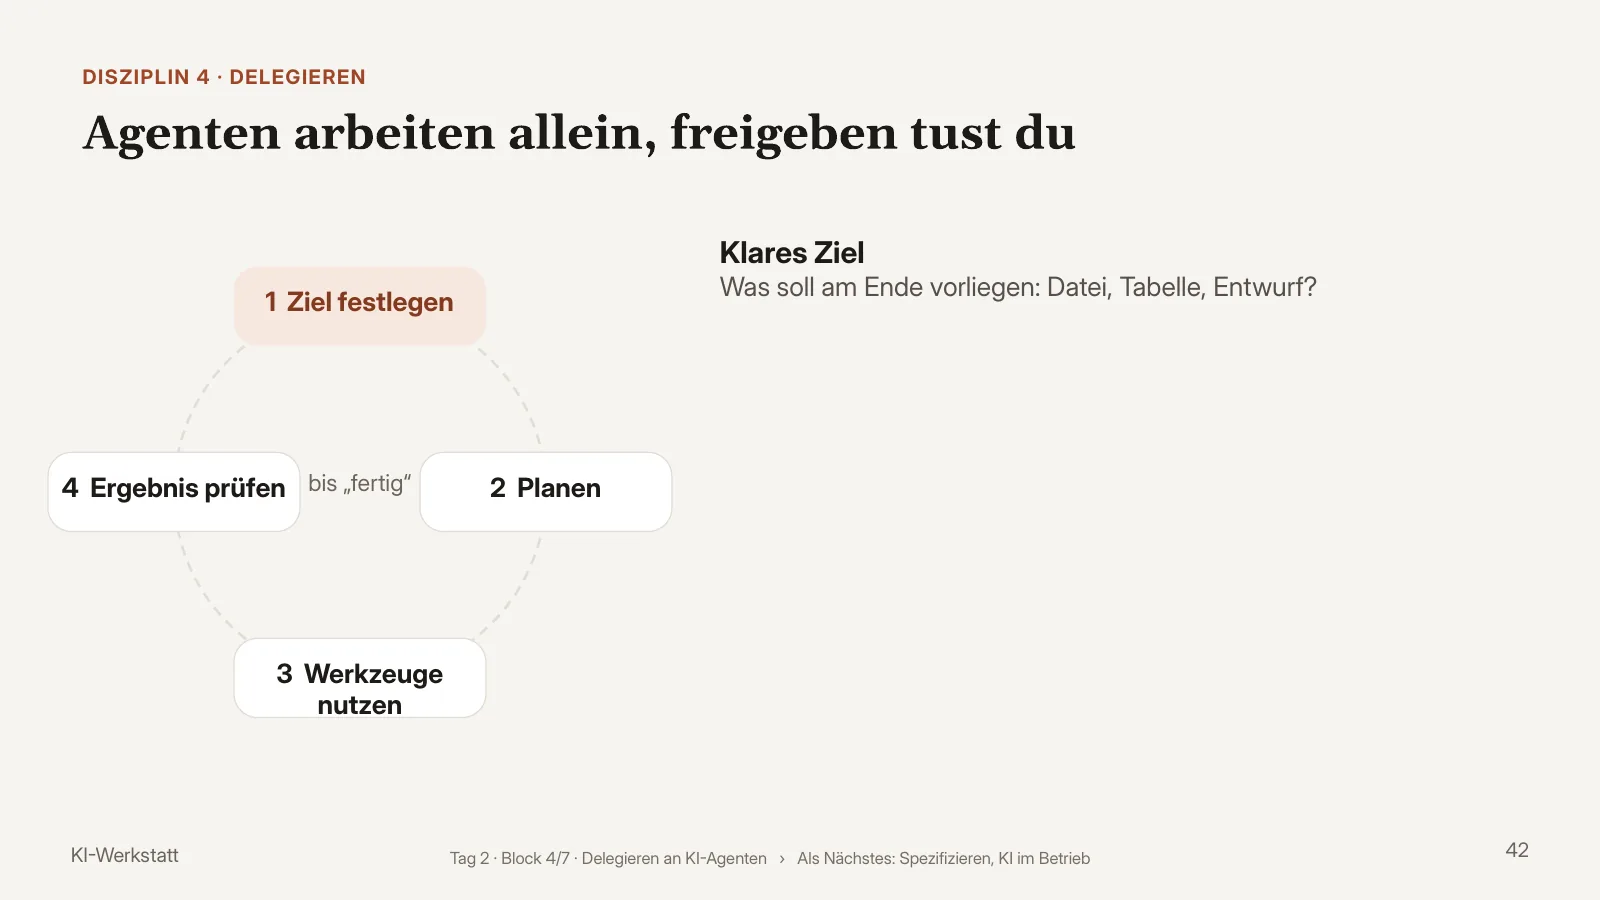 DISZIPLIN 4 · DELEGIEREN
Agenten arbeiten allein, freigeben tust du
Klares Ziel
Was soll am Ende vorliegen: Datei, Tabelle, Entwurf?
1 Ziel festlegen
4 Ergebnis prüfen
bis „fertig“
2 Planen
3 Werkzeuge
nutzen
KI-Werkstatt
Tag 2 · Block 4/7 · Delegieren an KI-Agenten › Als Nächstes: Spezifizieren, KI im Betrieb
42